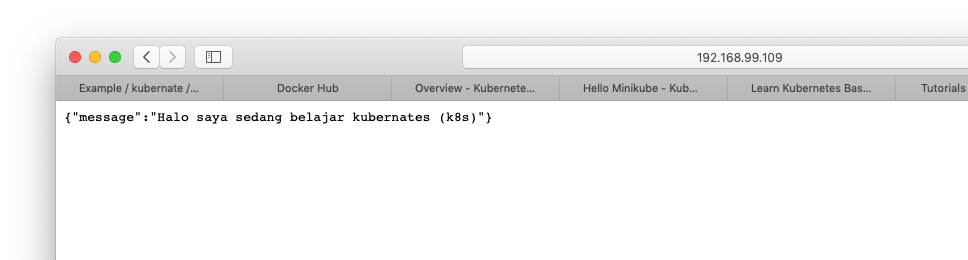 192.168.99.109
Example / kubernate /...
Docker Hub
Overview - Kubernete...
Hello Minikube - Kub...
Learn Kubernetes Bas...
Tutorials
{"message":"Halo saya sedang belajar kubernates (k8s)"}